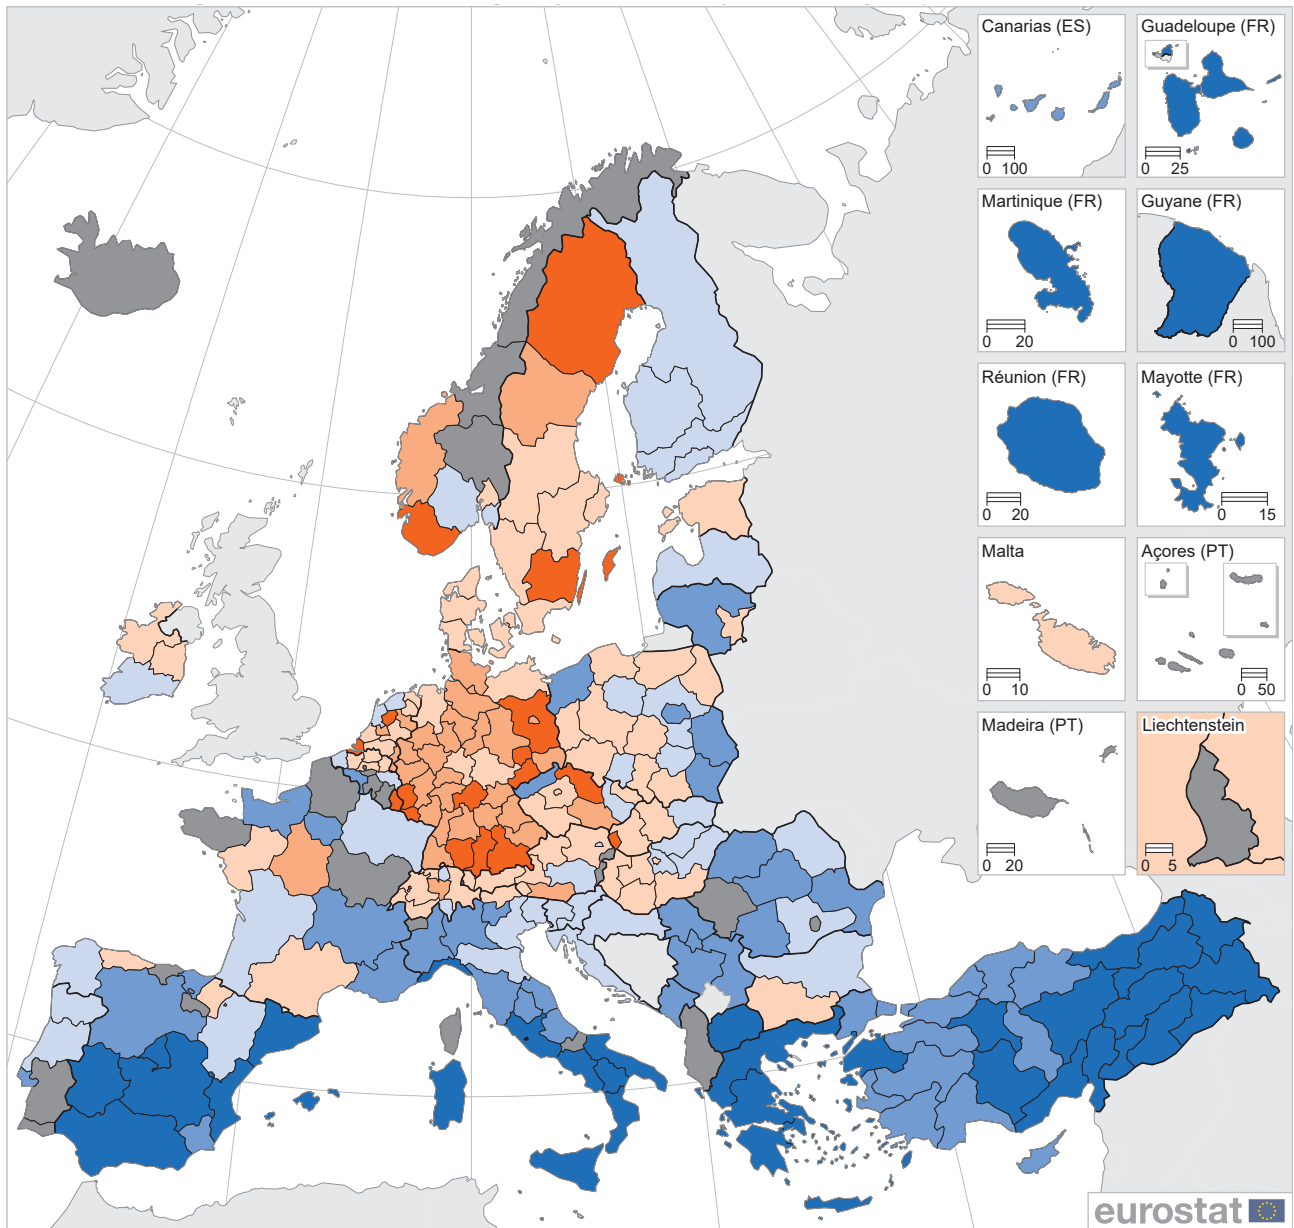 Canarias (ES)
0 100
Guadeloupe (FR)
0 25
Martinique (FR)
0 20
Guyane (FR)
0 100
Réunion (FR)
0 20
Mayotte (FR)
0 15
Malta
0 10
Açores (PT)
0 50
Madeira (PT)
0 20
Liechtenstein
0 5
eurostat